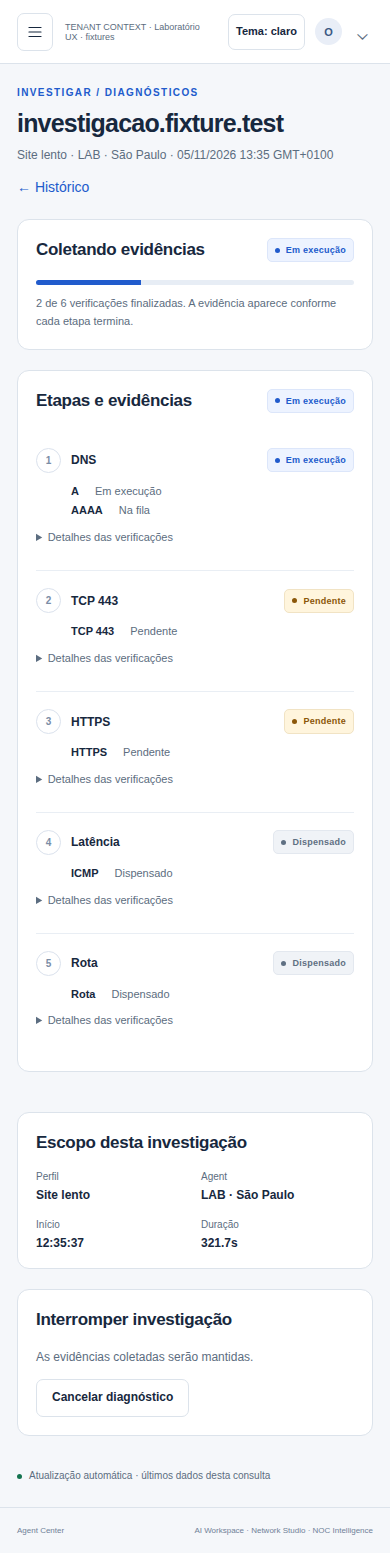 TENANT CONTEXT · Laboratório
UX · fixtures
Tema: claro
O
INVESTIGAR / DIAGNÓSTICOS
investigacao.fixture.test
Site lento · LAB · São Paulo · 05/11/2026 13:35 GMT+0100
← Histórico
Coletando evidências
Em execução
2 de 6 verificações finalizadas. A evidência aparece conforme
cada etapa termina.
Etapas e evidências
Em execução
1 DNS Em execução
A Em execução
AAAA Na fila
▶ Detalhes das verificações
2 TCP 443 Pendente
TCP 443 Pendente
▶ Detalhes das verificações
3 HTTPS Pendente
HTTPS Pendente
▶ Detalhes das verificações
4 Latência Dispensado
ICMP Dispensado
▶ Detalhes das verificações
5 Rota Dispensado
Rota Dispensado
▶ Detalhes das verificações
Escopo desta investigação
Perfil Agent
Site lento LAB · São Paulo
Início Duração
12:35:37 321.7s
Interromper investigação
As evidências coletadas serão mantidas.
Cancelar diagnóstico
Atualização automática · últimos dados desta consulta
Agent Center AI Workspace · Network Studio · NOC Intelligence